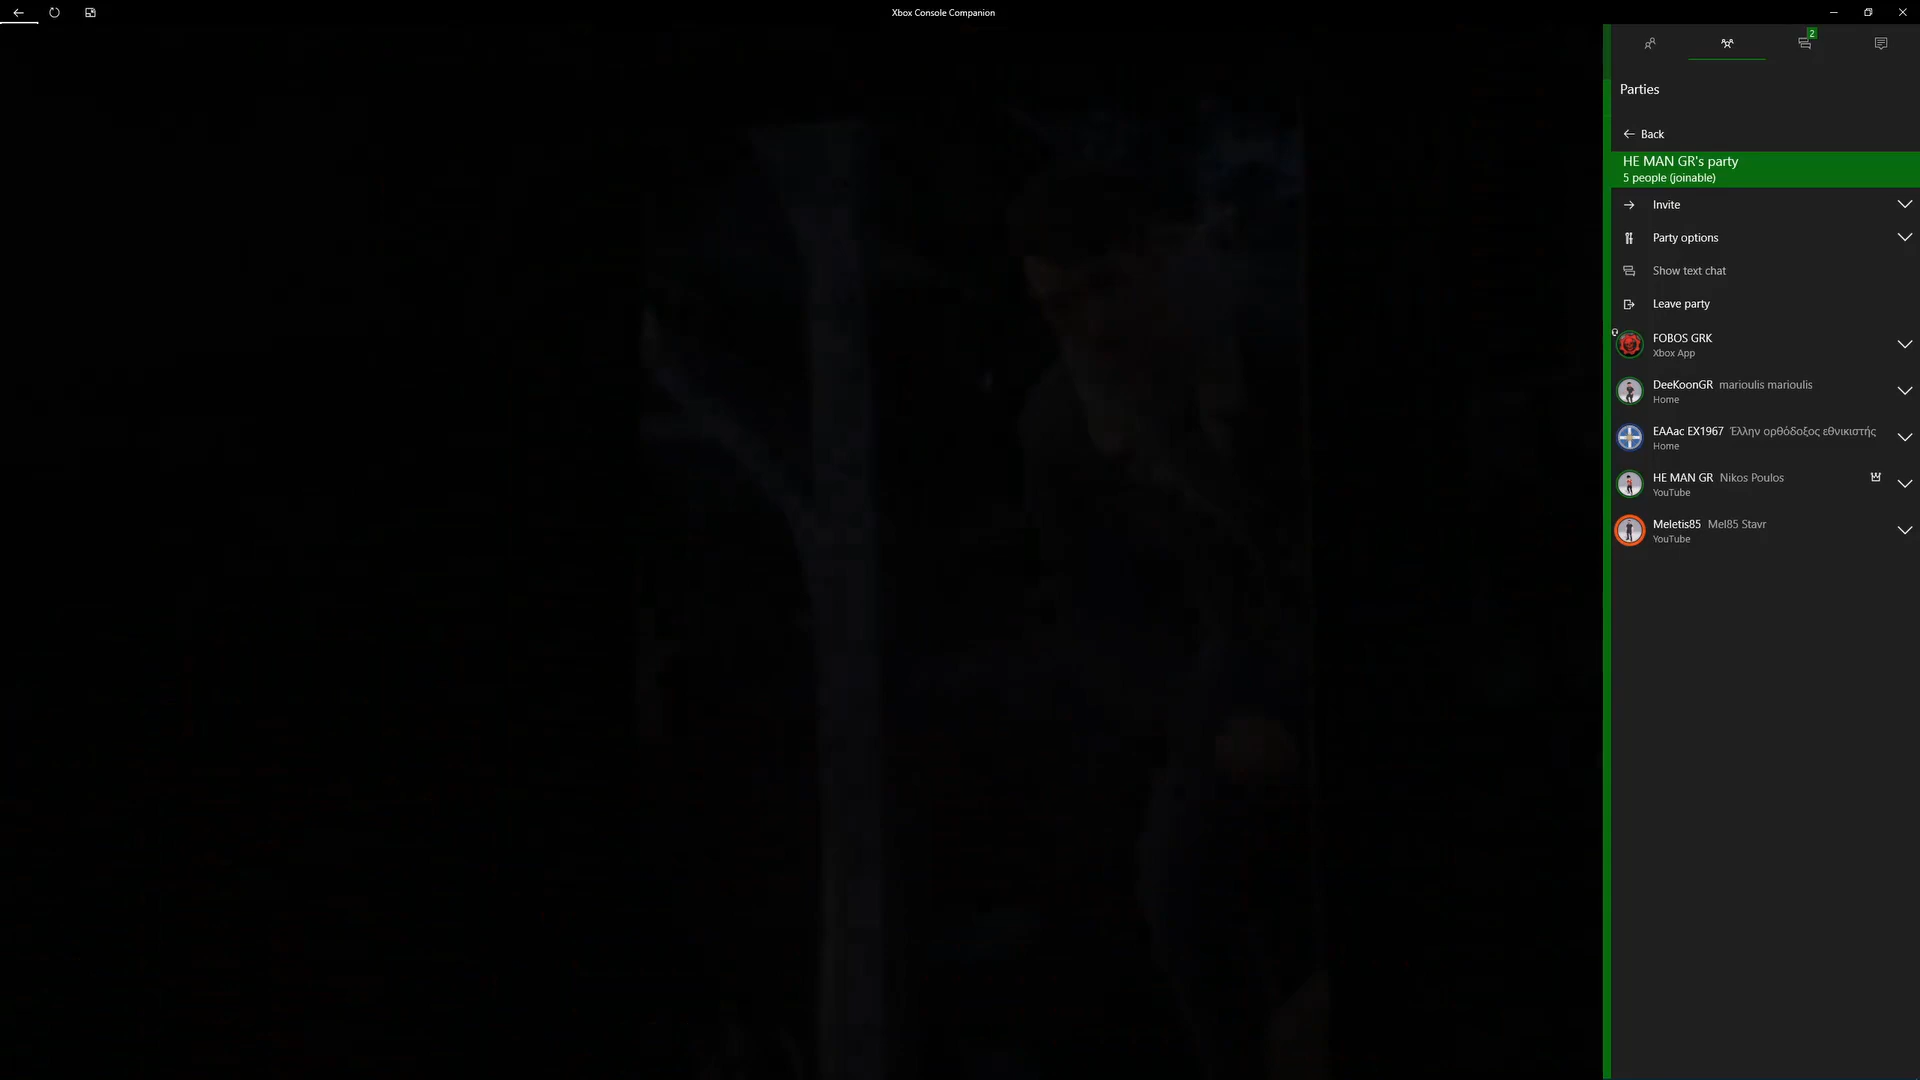 Xbox Console Companion
2
Parties
Back
HE MAN GR's party
5 people (joinable)
Invite
Party options
Show text chat
Leave party
FOBOS GRK
Xbox App
DeeKoonGR marioulis marioulis
Home
EAAac EX1967 Έλλην ορθόδοξος εθνικιστής
Home
HE MAN GR Nikos Poulos
YouTube
Meletis85 Mel85 Stavr
YouTube